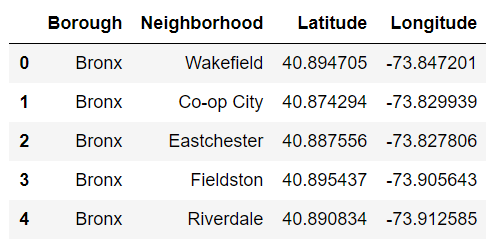 Borough Neighborhood Latitude Longitude
0 Bronx Wakefield 40.894705 -73.847201
1 Bronx Co-op City 40.874294 -73.829939
2 Bronx Eastchester 40.887556 -73.827806
3 Bronx Fieldston 40.895437 -73.905643
4 Bronx Riverdale 40.890834 -73.912585